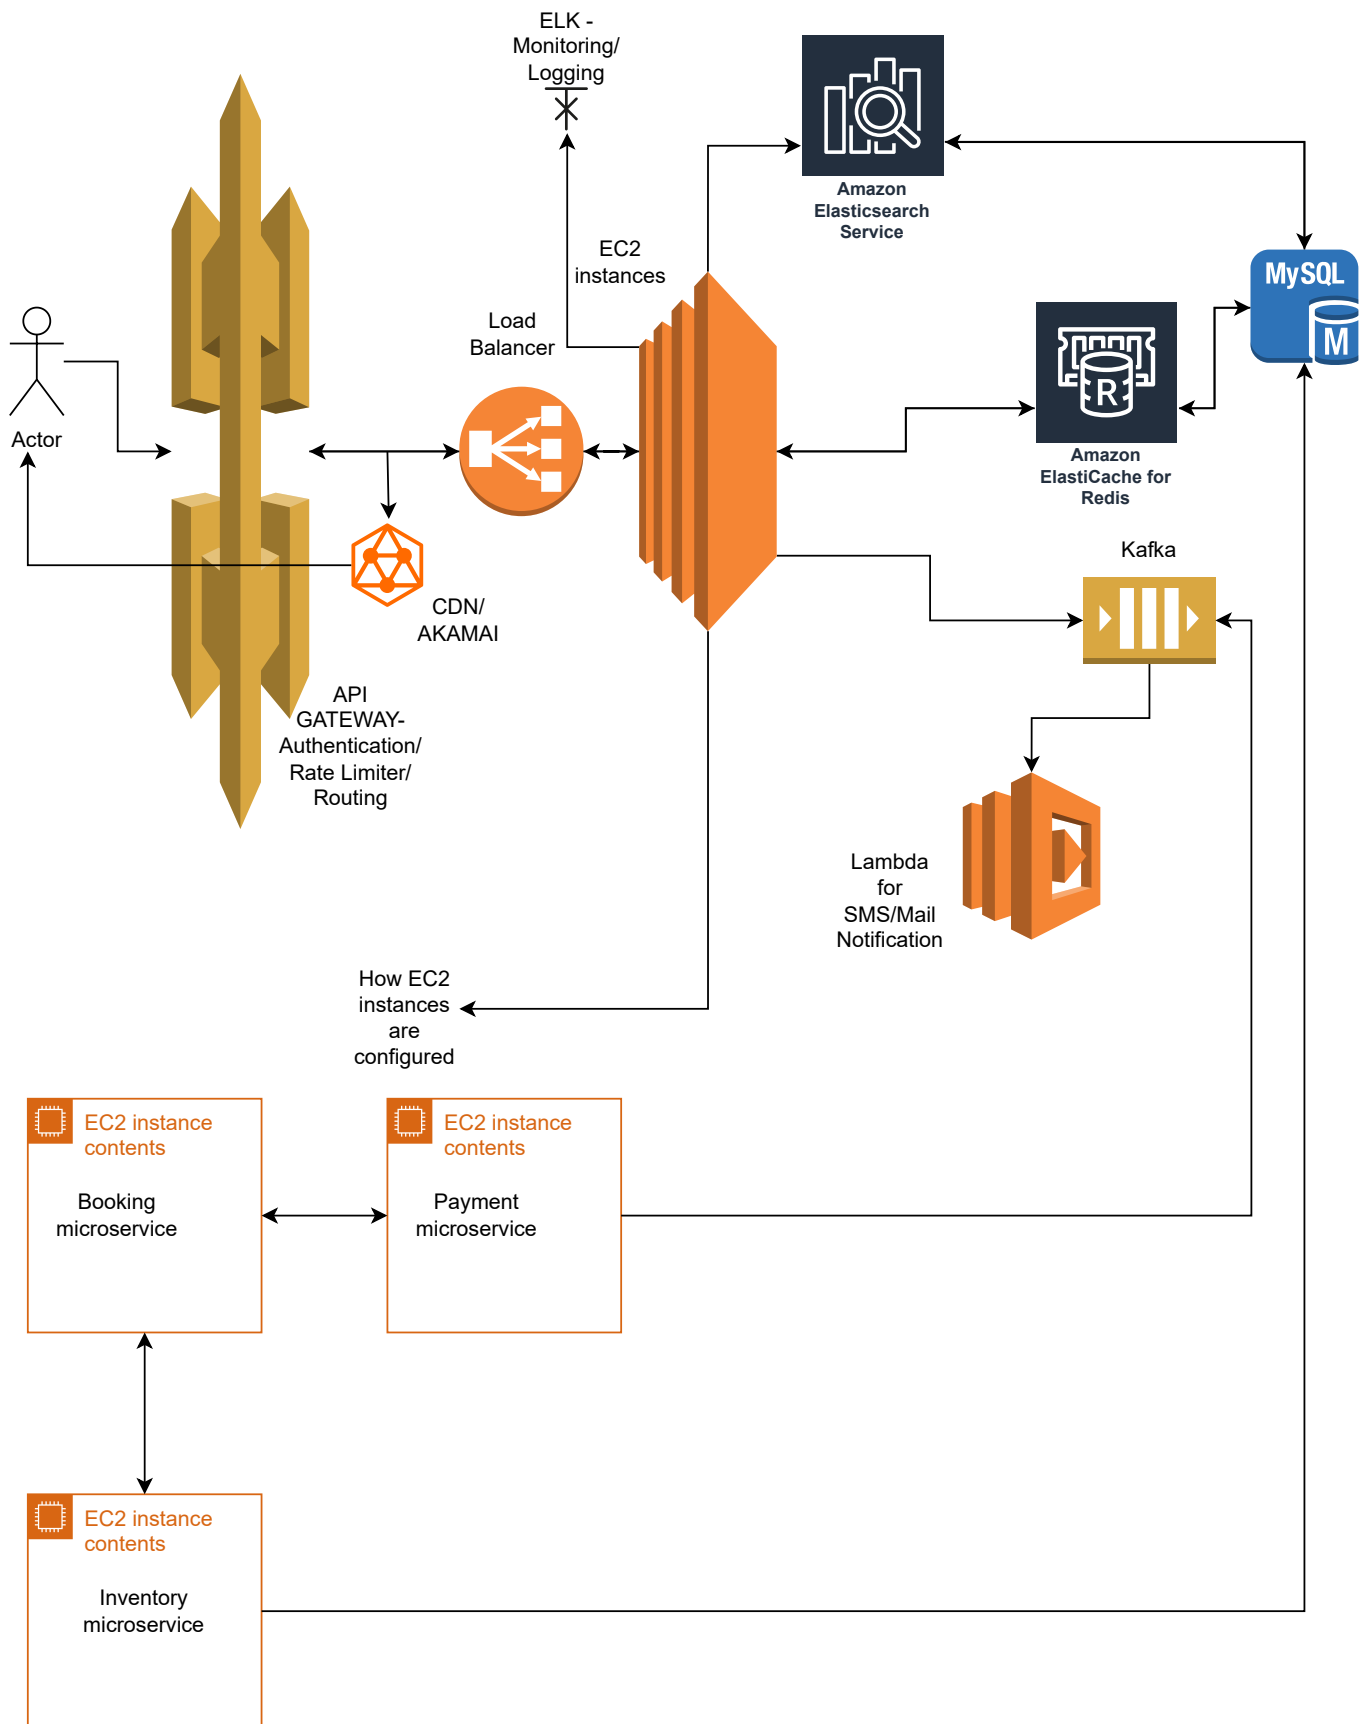 ELK -
Monitoring/
Logging
Amazon
Elasticsearch
Service
EC2
instances
MySQL
M
Load
Balancer
R
Actor
Amazon
ElastiCache for
Redis
Kafka
CDN/
AKAMAI
API
GATEWAY-
Authentication/
Rate Limiter/
Routing
Lambda
for
SMS/Mail
Notification
How EC2
instances
are
configured
EC2 instance
contents
Booking
microservice
EC2 instance
contents
Payment
microservice
EC2 instance
contents
Inventory
microservice